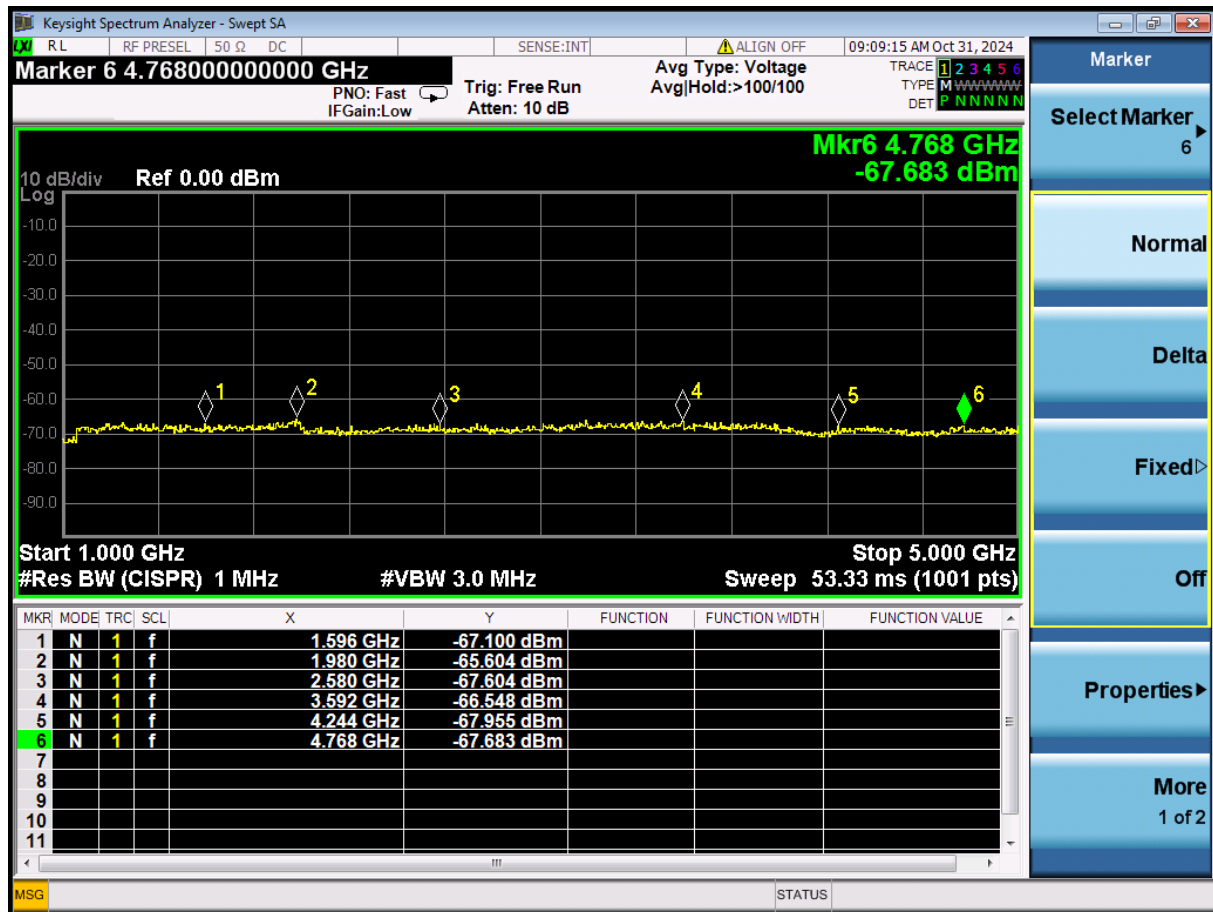 Keysight Spectrum Analyzer - Swept SA
LXI RL RF PRESEL 50 Ω DC SENSE:INT ALIGN OFF 09:09:15 AM Oct 31, 2024
Marker 6 4.768000000000 GHz
PNO: Fast
IFGain:Low
Trig: Free Run
Atten: 10 dB
Avg Type: Voltage
Avg|Hold:>100/100
TRACE 1 2 3 4 5 6
TYPE M WWWWW
DET P N N N N N
Mkr6 4.768 GHz
-67.683 dBm
10 dB/div Ref 0.00 dBm
Log
-10.0
-20.0
-30.0
-40.0
-50.0
-60.0
-70.0
-80.0
-90.0
1 2 3 4 5 6
Start 1.000 GHz Stop 5.000 GHz
#Res BW (CISPR) 1 MHz #VBW 3.0 MHz Sweep 53.33 ms (1001 pts)
MKR MODE TRC SCL X Y FUNCTION FUNCTION WIDTH FUNCTION VALUE
1 N 1 f 1.596 GHz -67.100 dBm
2 N 1 f 1.980 GHz -65.604 dBm
3 N 1 f 2.580 GHz -67.604 dBm
4 N 1 f 3.592 GHz -66.548 dBm
5 N 1 f 4.244 GHz -67.955 dBm
6 N 1 f 4.768 GHz -67.683 dBm
7
8
9
10
11
MSG STATUS
Marker
Select Marker
6
Normal
Delta
Fixed
Off
Properties
More
1 of 2